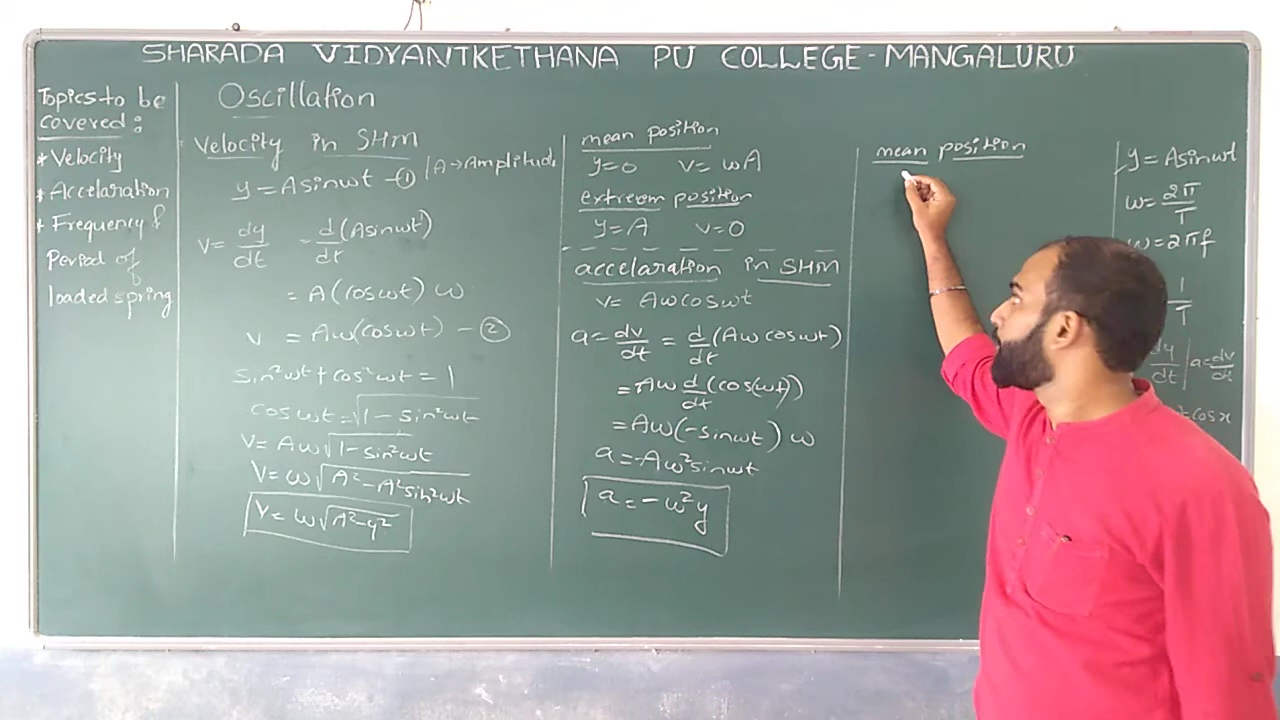 SHARADA VIDYANTKETHANA PU COLLEGE - MANGALURU
Topics to be
covered:
* Velocity
* Accelaration
* Frequency &
Period of
loaded spring
Oscillation
Velocity in SHM
y = Asinωt - ① | A→Amplitude
v = dy/dt = d/dt (Asinωt)
= A(cosωt) ω
v = Aω(cosωt) - ②
sin²ωt + cos²ωt = 1
cosωt = √1 - sin²ωt
v = Aω√1 - sin²ωt
v = ω√A² - A²sin²ωt
v = ω√A² - y²
mean position
y=0 v= ωA
extreem position
y= A v=0
accelaration in SHM
v= Aωcosωt
a = dv/dt = d/dt (Aω cosωt)
= Aω d/dt (cos(ωt))
= Aω(-sinωt) ω
a = -Aω²sinωt
a = -ω²y
mean position
y = Asinωt
ω = 2π/T
ω = 2πf
1/T
dy/dt | a= dv/dt
cosx